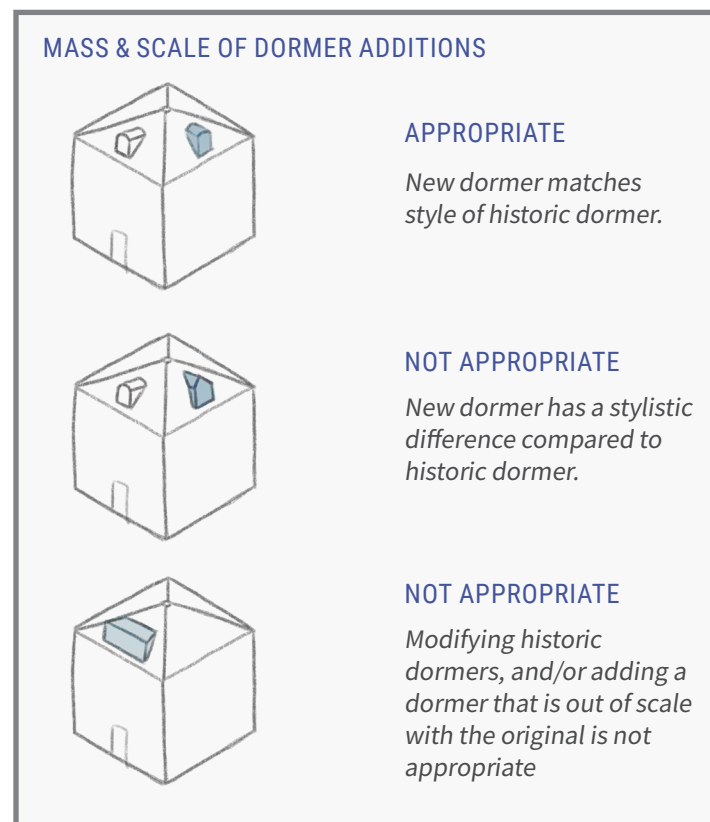 MASS & SCALE OF DORMER ADDITIONS
APPROPRIATE
New dormer matches
style of historic dormer.
NOT APPROPRIATE
New dormer has a stylistic
difference compared to
historic dormer.
NOT APPROPRIATE
Modifying historic
dormers, and/or adding a
dormer that is out of scale
with the original is not
appropriate